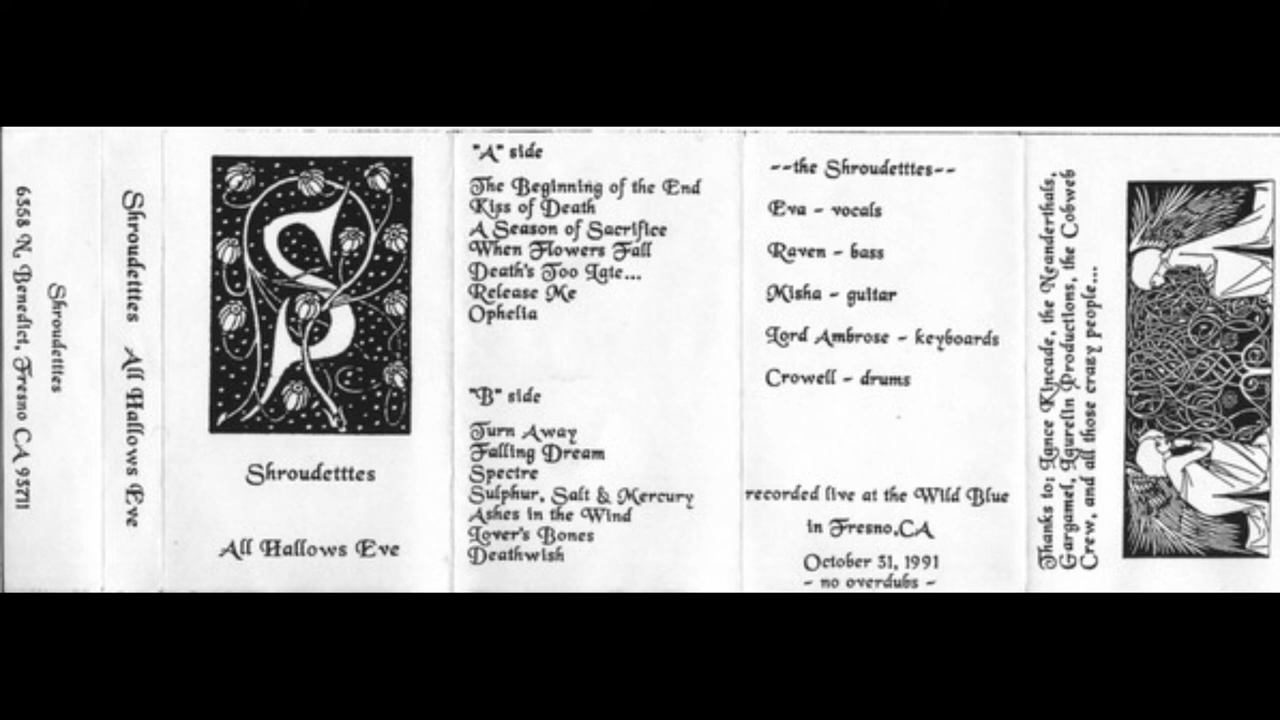 Shroudettes
6358 N. Benedict, Fresno CA 93711
Shroudetttes All Hallows Eve
Shroudetttes
All Hallows Eve
"A" side
The Beginning of the End
Kiss of Death
A Season of Sacrifice
When Flowers Fall
Death's Too Late...
Release Me
Ophelia
"B" side
Turn Away
Falling Dream
Spectre
Sulphur, Salt & Mercury
Ashes in the Wind
Lover's Bones
Deathwish
--the Shroudetttes--
Eva - vocals
Raven - bass
Misha - guitar
Lord Ambrose - keyboards
Crowell - drums
recorded live at the Wild Blue
in Fresno,CA
October 31, 1991
- no overdubs -
Thanks to: Lance Kincade, the Neanderthals,
Gargamel, Laurelin Productions, the Cobweb
Crew, and all those crazy people...